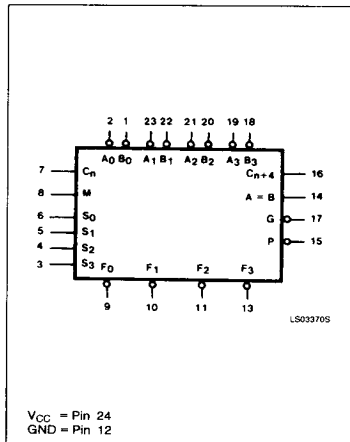 2 1 23 22 21 20 19 18
A0 B0 A1 B1 A2 B2 A3 B3
7 Cn Cn+4 16
8 M A = B 14
6 S0 G 17
5 S1 P 15
4 S2
3 S3 F0 F1 F2 F3
9 10 11 13
LS03370S
VCC = Pin 24
GND = Pin 12